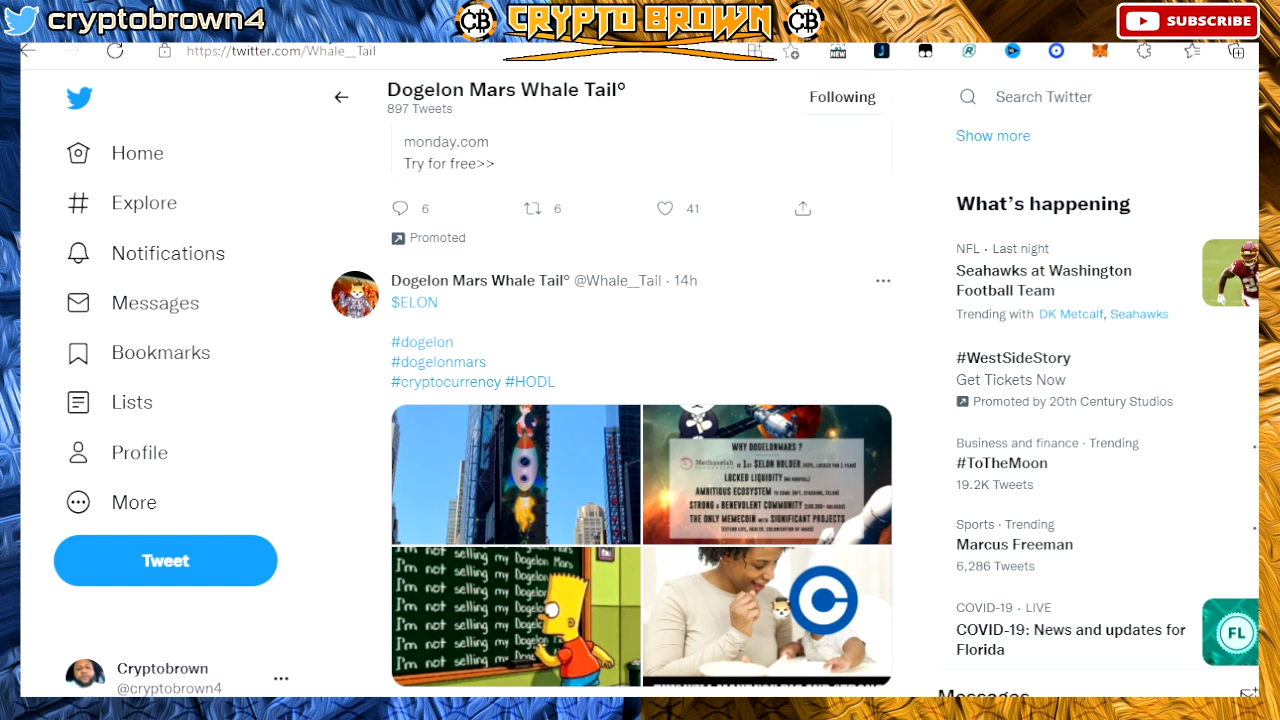 cryptobrown4
CRYPTO BROWN
SUBSCRIBE
https://twitter.com/Whale__Tail
NEW
Dogelon Mars Whale Tail°
897 Tweets
Following
Search Twitter
Show more
Home
Explore
Notifications
Messages
Bookmarks
Lists
Profile
More
Tweet
Cryptobrown
@cryptobrown4
monday.com
Try for free>>
6
6
41
Promoted
Dogelon Mars Whale Tail° @Whale__Tail · 14h
$ELON
#dogelon
#dogelonmars
#cryptocurrency #HODL
WHY DOGELONMARS ?
LOCKED LIQUIDITY
AMBITIOUS ECOSYSTEM
STRONG & BENEVOLENT COMMUNITY
THE ONLY MEMECOIN WITH SIGNIFICANT PROJECTS
I'm not selling my Dogelon Mars
I'm not selling my Dogelon
I'm not selling my Dogelon
I'm not selling my Dogelon
I'm not selling my Dogelon
I'm not selling my
What's happening
NFL · Last night
Seahawks at Washington
Football Team
Trending with DK Metcalf, Seahawks
#WestSideStory
Get Tickets Now
Promoted by 20th Century Studios
Business and finance · Trending
#ToTheMoon
19.2K Tweets
Sports · Trending
Marcus Freeman
6,286 Tweets
COVID-19 · LIVE
COVID-19: News and updates for
Florida
FL
Messages